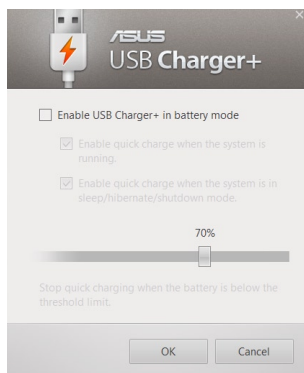 ASUS
USB Charger+
Enable USB Charger+ in battery mode
Enable quick charge when the system is
running.
Enable quick charge when the system is in
sleep/hibernate/shutdown mode.
70%
Stop quick charging when the battery is below the
threshold limit.
OK Cancel